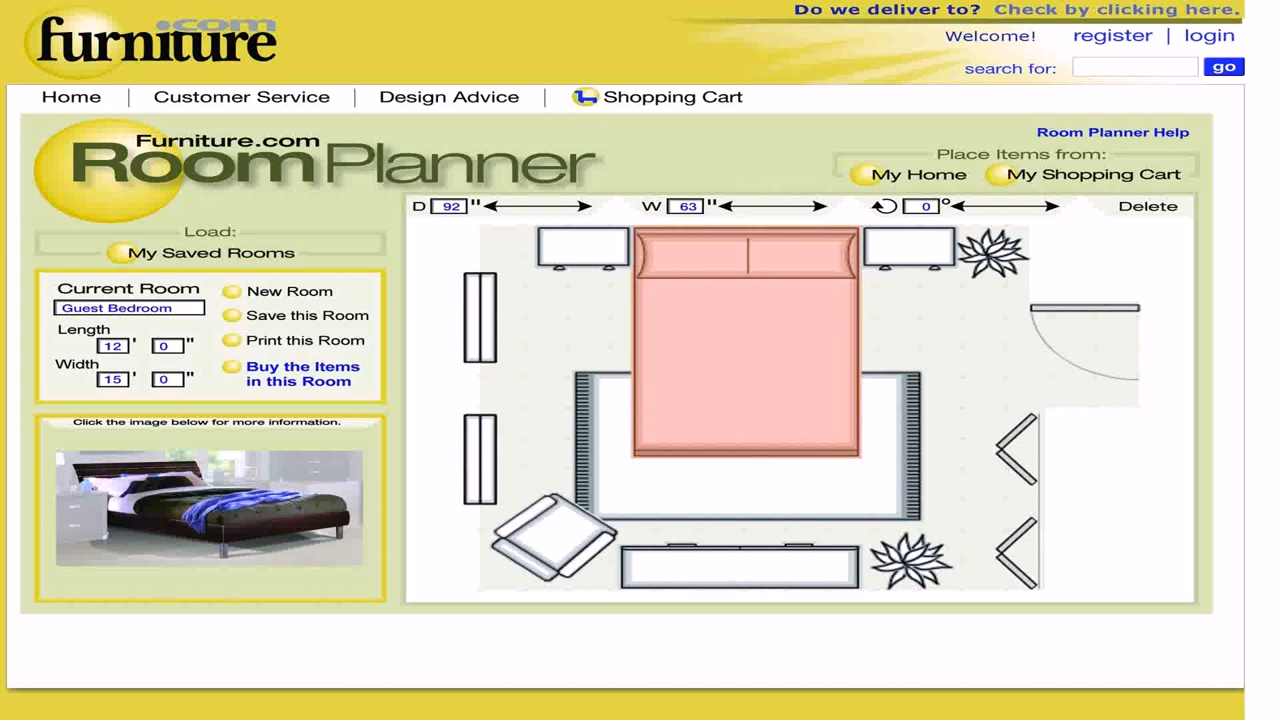 Do we deliver to? Check by clicking here.
furniture.com
Welcome! register | login
search for: go
Home | Customer Service | Design Advice | Shopping Cart
Furniture.com
RoomPlanner
Room Planner Help
Place Items from:
My Home My Shopping Cart
D 92" W 63" 0° Delete
Load:
My Saved Rooms
Current Room
Guest Bedroom
Length
12' 0"
Width
15' 0"
New Room
Save this Room
Print this Room
Buy the Items
in this Room
Click the image below for more information.